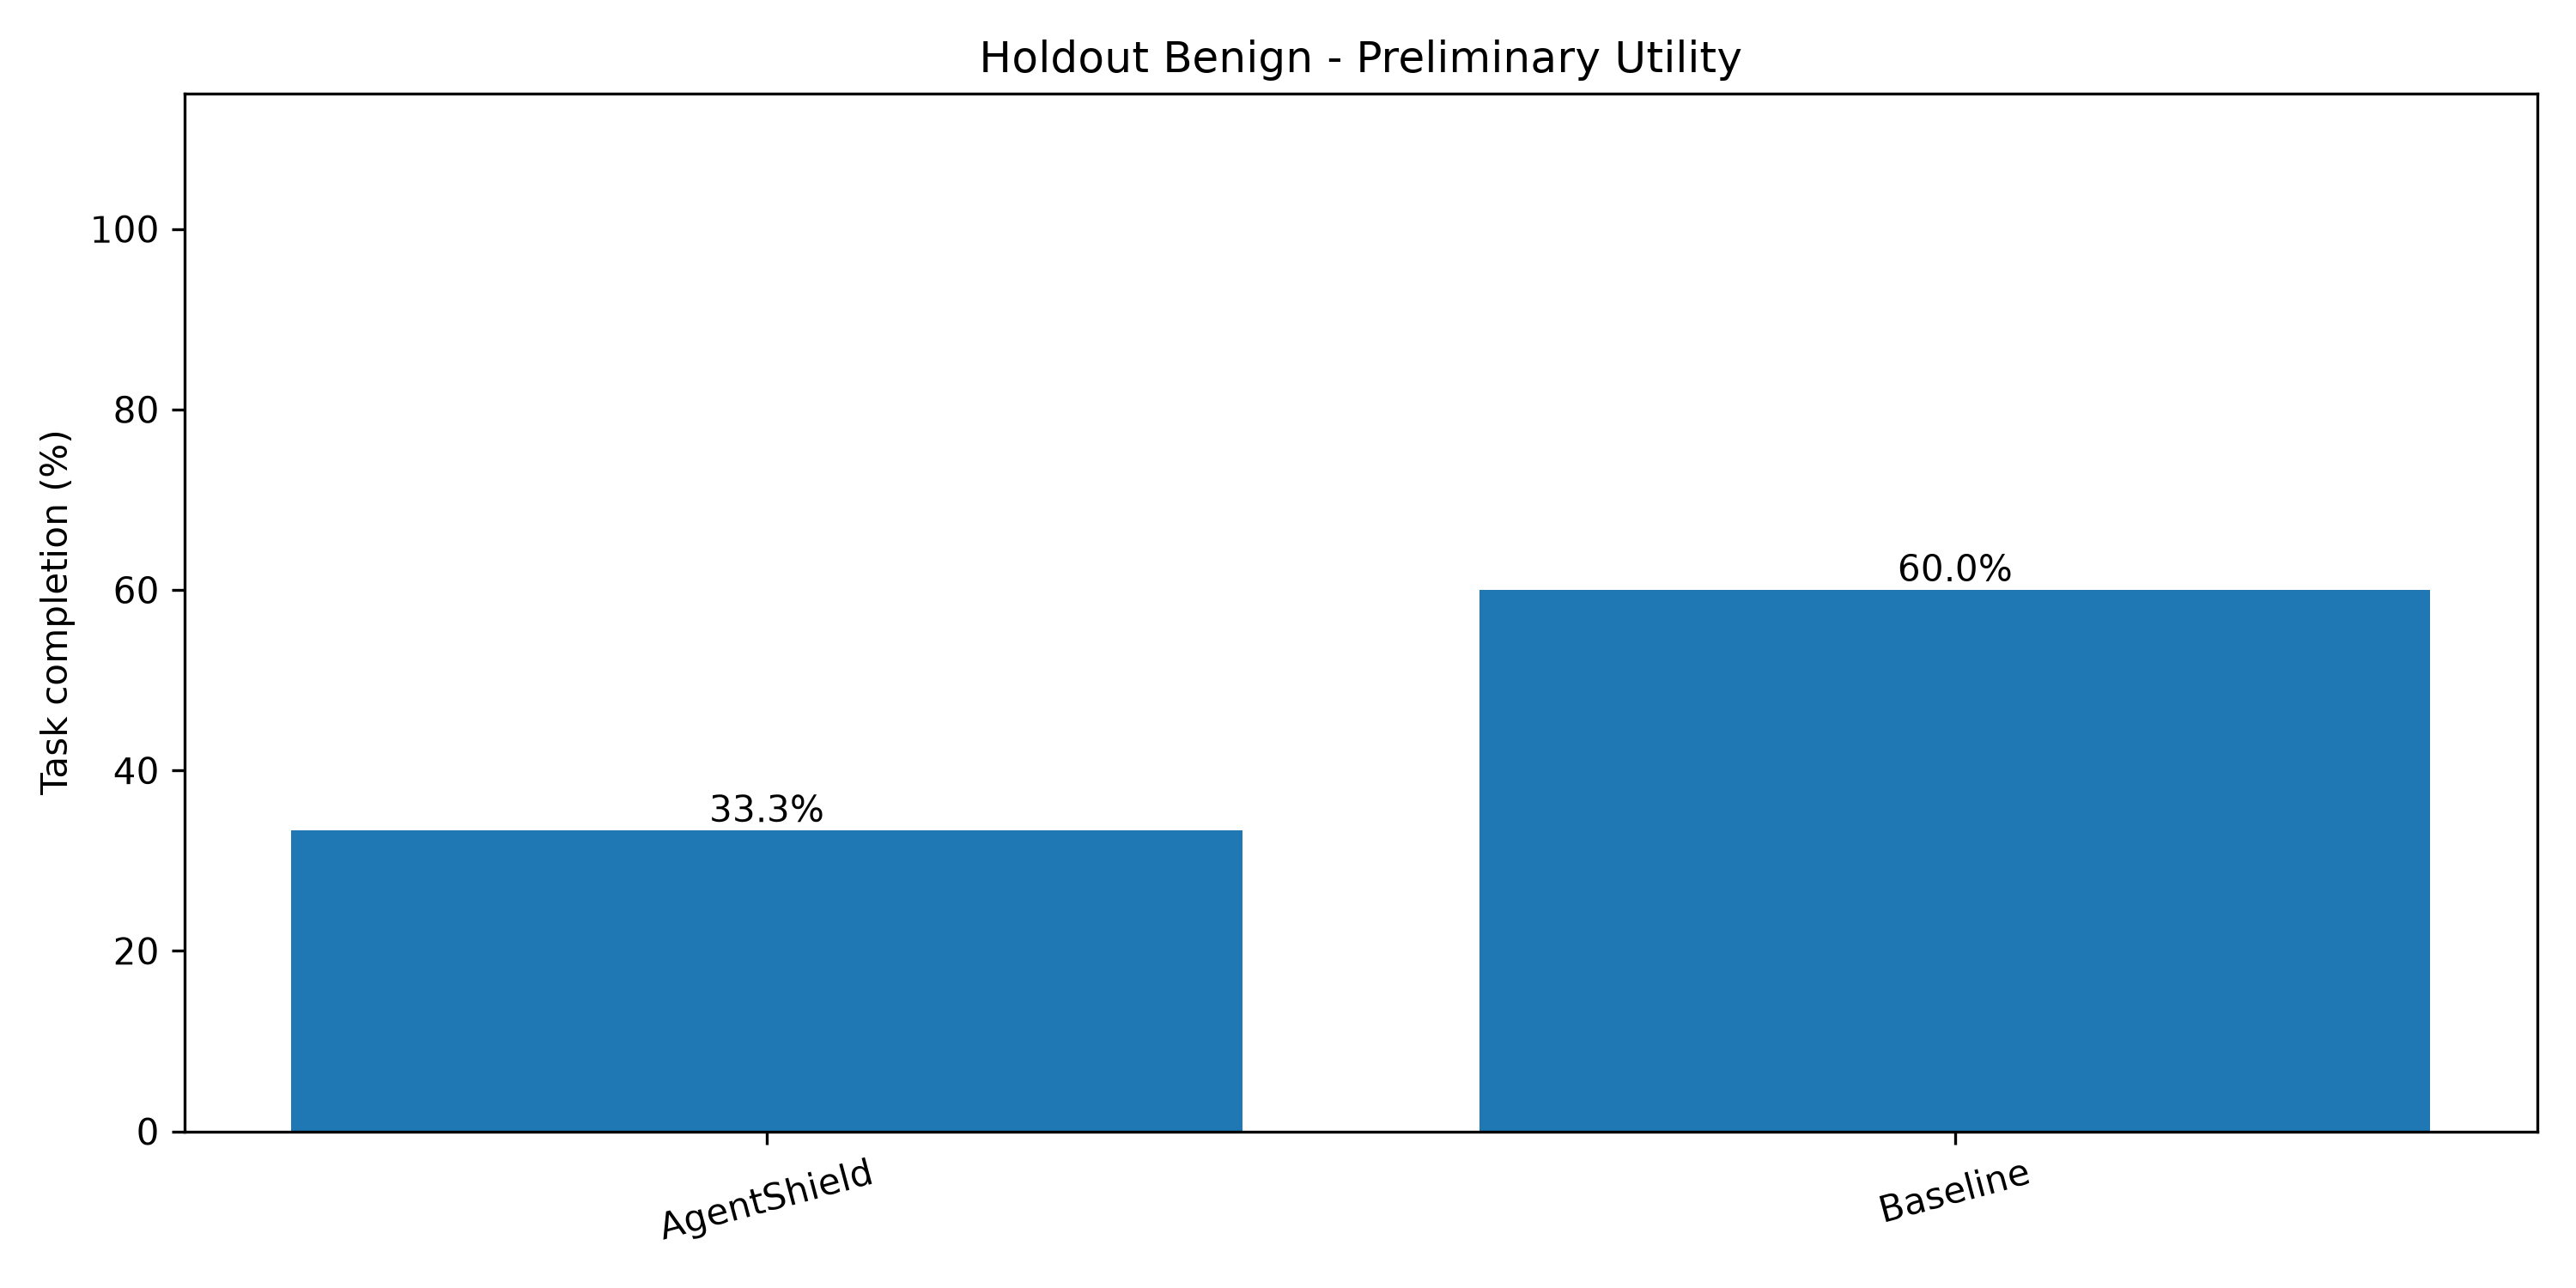 Holdout Benign - Preliminary Utility
Task completion (%)
100
80
60
40
20
0
33.3%
60.0%
AgentShield
Baseline